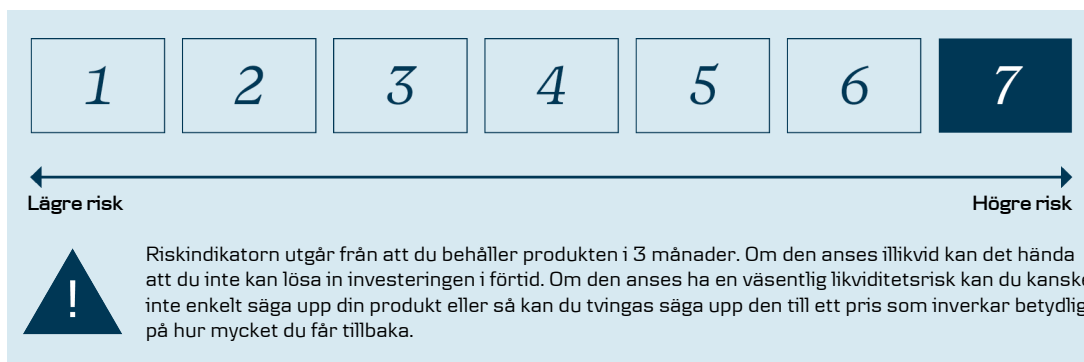 1 2 3 4 5 6 7
Lägre risk Högre risk
Riskindikatorn utgår från att du behåller produkten i 3 månader. Om den anses illikvid kan det hända
att du inte kan lösa in investeringen i förtid. Om den anses ha en väsentlig likviditetsrisk kan du kanske
inte enkelt säga upp din produkt eller så kan du tvingas säga upp den till ett pris som inverkar betydlig
på hur mycket du får tillbaka.
!